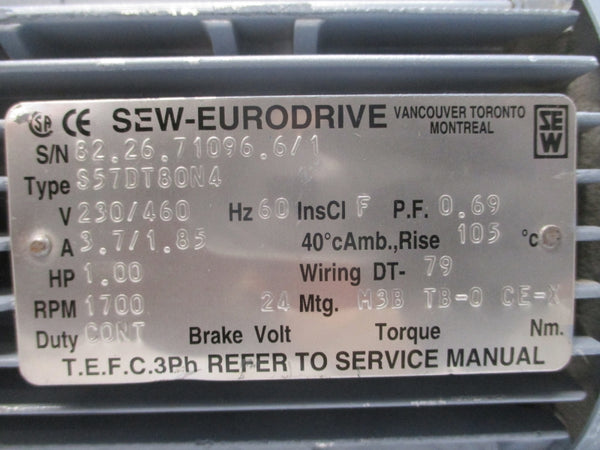 SA CE SEW-EURODRIVE VANCOUVER TORONTO MONTREAL SEW
S/N 82.26.71096.6/1
Type S57DT80N4
V 230/460 Hz 60 InsCl F P.F. 0.69
A 3.7/1.85 40°cAmb.,Rise 105 °c
HP 1.00 Wiring DT- 79
RPM 1700 24 Mtg. M3B TB-0 CE-X
Duty CONT Brake Volt Torque Nm.
T.E.F.C.3Ph REFER TO SERVICE MANUAL